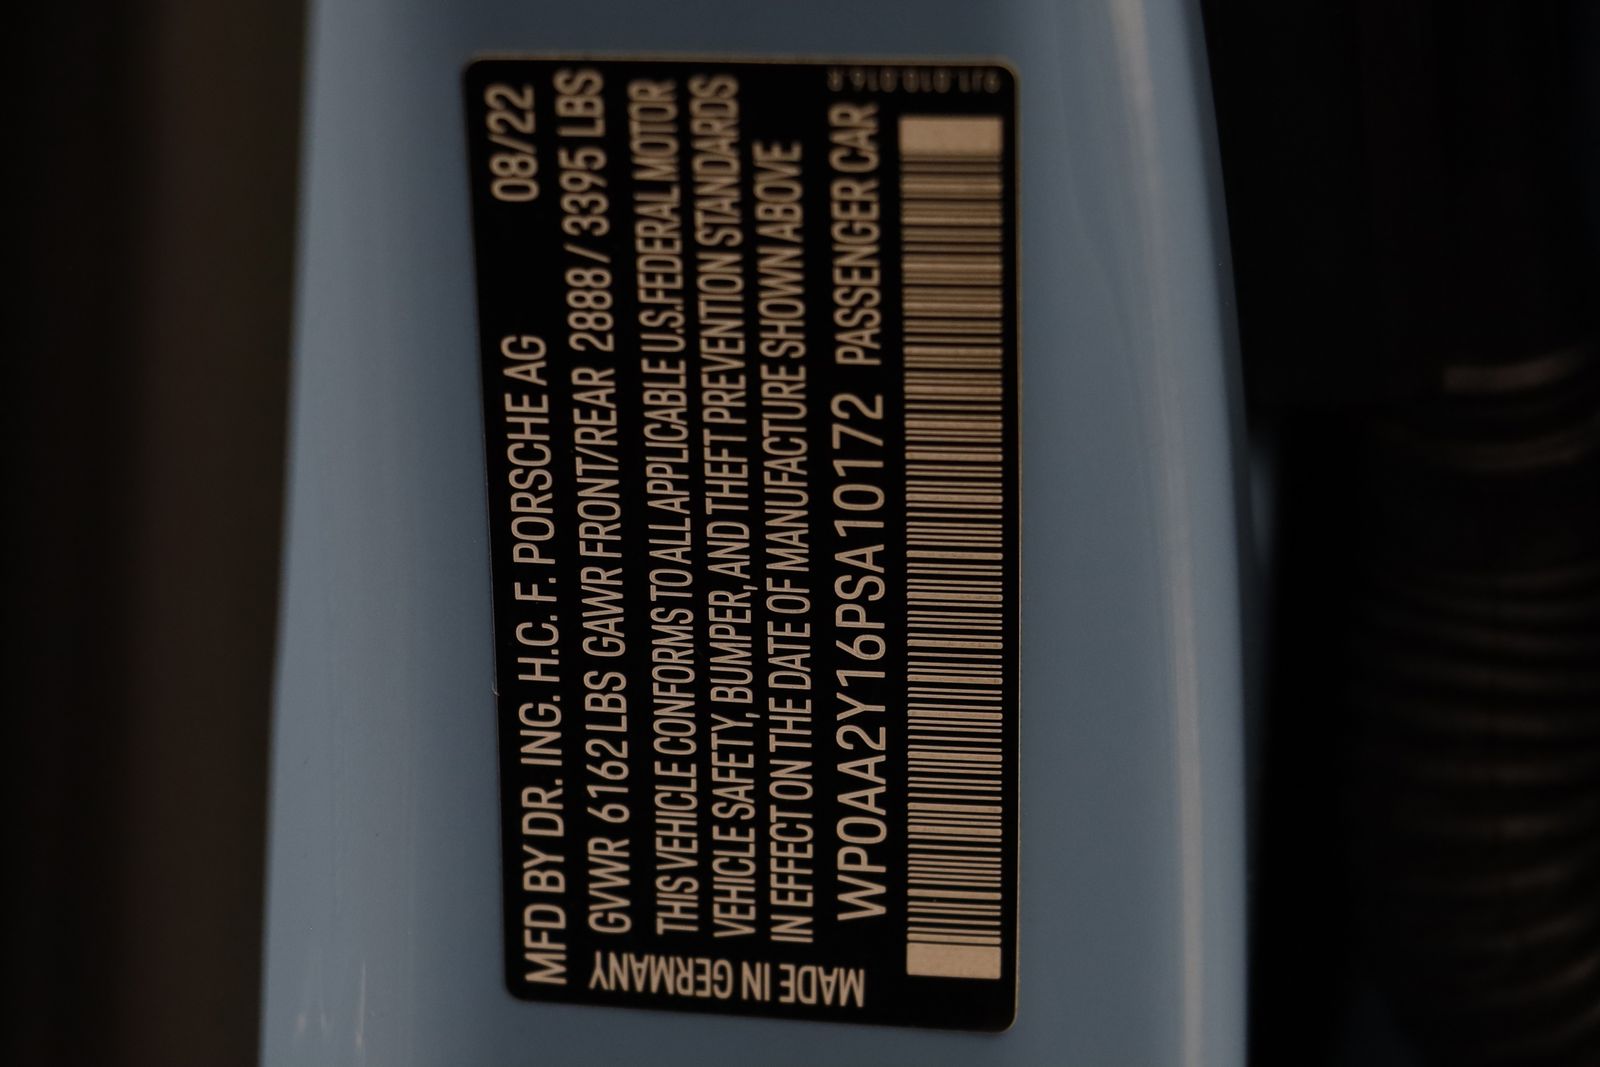 MFD BY DR. ING. H.C. F. PORSCHE AG 08/22
GVWR 6162 LBS GAWR FRONT/REAR 2888 / 3395 LBS
THIS VEHICLE CONFORMS TO ALL APPLICABLE U.S.FEDERAL MOTOR
VEHICLE SAFETY, BUMPER, AND THEFT PREVENTION STANDARDS
IN EFFECT ON THE DATE OF MANUFACTURE SHOWN ABOVE
WP0AA2Y16PSA10172 PASSENGER CAR
MADE IN GERMANY